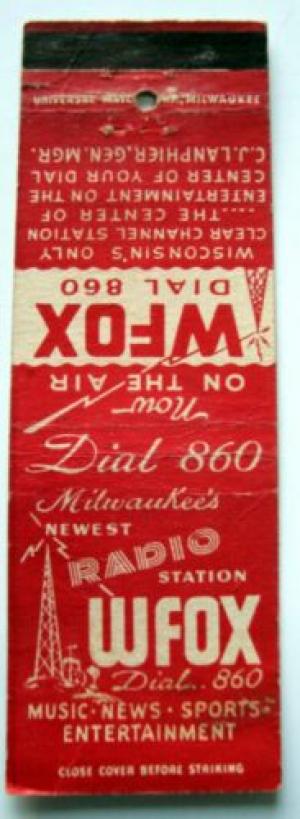 UNIVERSAL MATCH CORP., MILWAUKEE
Now
ON THE AIR
WFOX
DIAL 860
WISCONSIN'S ONLY
CLEAR CHANNEL STATION
....THE CENTER OF
ENTERTAINMENT ON THE
CENTER OF YOUR DIAL
C.J. LANPHIER, GEN. MGR.
Dial 860
Milwaukee's
NEWEST
RADIO
STATION
WFOX
Dial.. 860
MUSIC · NEWS · SPORTS
ENTERTAINMENT
CLOSE COVER BEFORE STRIKING